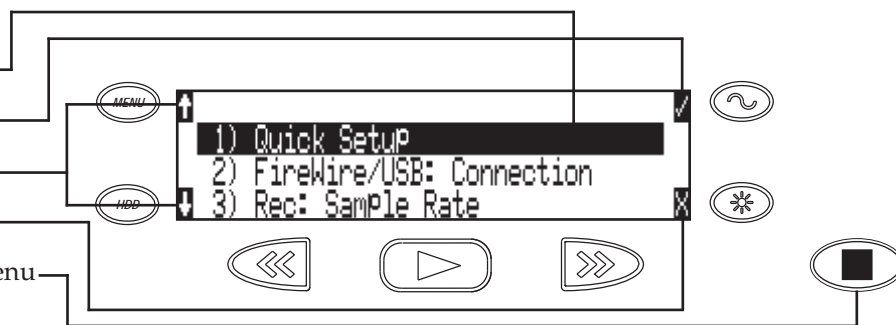 MENU
1) Quick Setup
2) FireWire/USB: Connection
HDD
3) Rec: Sample Rate
enu